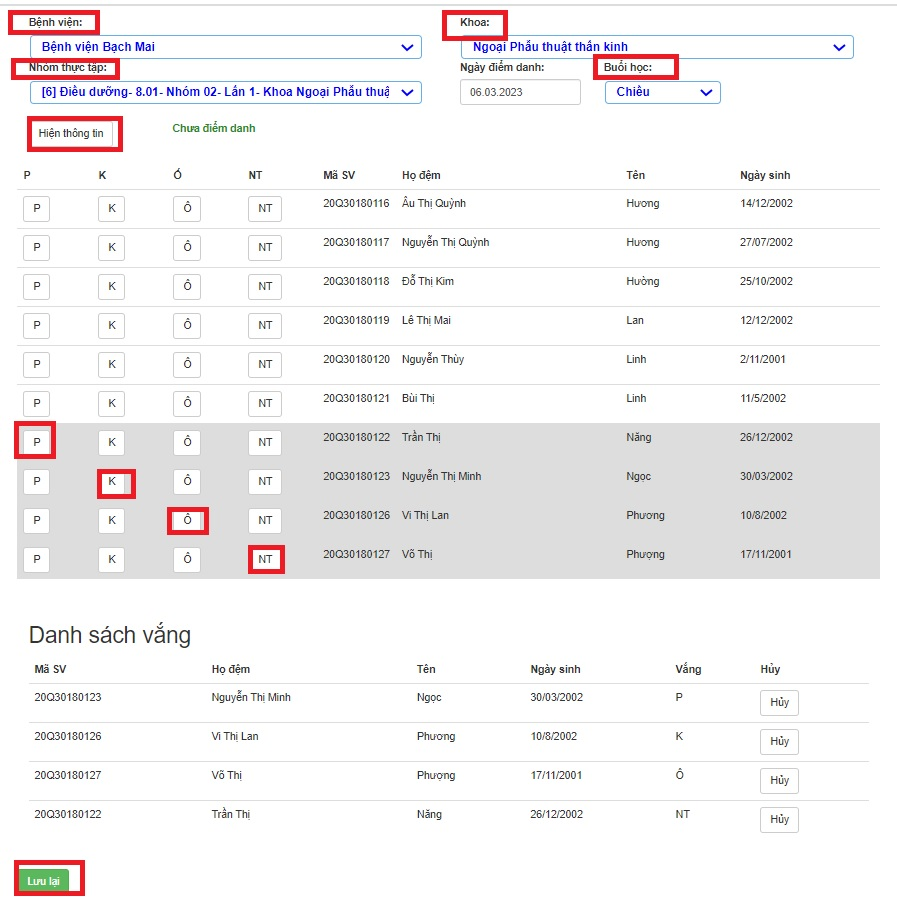 Bệnh viện: Khoa:
Bệnh viện Bạch Mai Ngoại Phẫu thuật thần kinh
Nhóm thực tập: Ngày điểm danh: Buổi học:
[6] Điều dưỡng- 8.01- Nhóm 02- Lần 1- Khoa Ngoại Phẫu thuậ 06.03.2023 Chiều
Hiện thông tin Chưa điểm danh
P K Ố NT Mã SV Họ đệm Tên Ngày sinh
P K Ô NT 20Q30180116 Âu Thị Quỳnh Hương 14/12/2002
P K Ô NT 20Q30180117 Nguyễn Thị Quỳnh Hương 27/07/2002
P K Ô NT 20Q30180118 Đỗ Thị Kim Hường 25/10/2002
P K Ô NT 20Q30180119 Lê Thị Mai Lan 12/12/2002
P K Ô NT 20Q30180120 Nguyễn Thùy Linh 2/11/2001
P K Ô NT 20Q30180121 Bùi Thị Linh 11/5/2002
P K Ô NT 20Q30180122 Trần Thị Năng 26/12/2002
P K Ô NT 20Q30180123 Nguyễn Thị Minh Ngọc 30/03/2002
P K Ô NT 20Q30180126 Vi Thị Lan Phương 10/8/2002
P K Ô NT 20Q30180127 Võ Thị Phượng 17/11/2001
Danh sách vắng
Mã SV Họ đệm Tên Ngày sinh Vắng Hủy
20Q30180123 Nguyễn Thị Minh Ngọc 30/03/2002 P Hủy
20Q30180126 Vi Thị Lan Phương 10/8/2002 K Hủy
20Q30180127 Võ Thị Phượng 17/11/2001 Ô Hủy
20Q30180122 Trần Thị Năng 26/12/2002 NT Hủy
Lưu lại